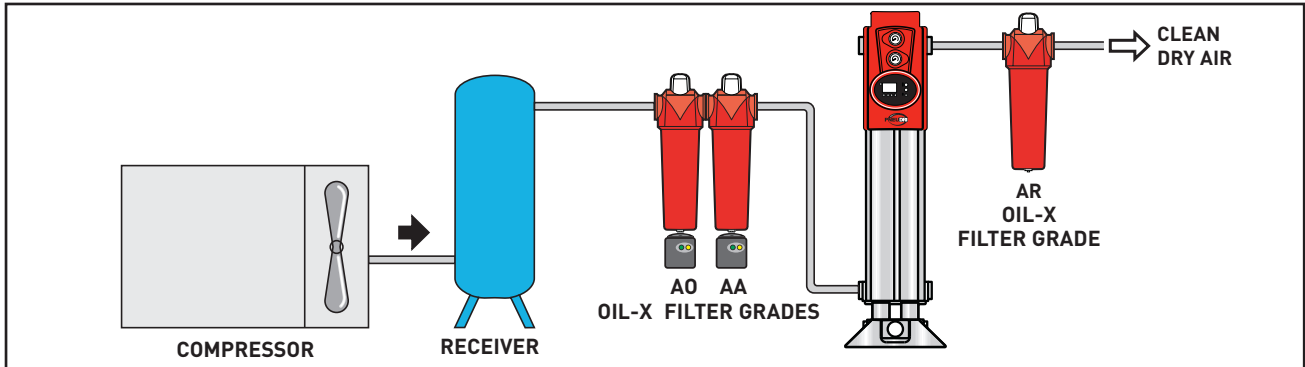 CLEAN
DRY AIR
AR
OIL-X
FILTER GRADE
AO AA
OIL-X FILTER GRADES
RECEIVER
COMPRESSOR